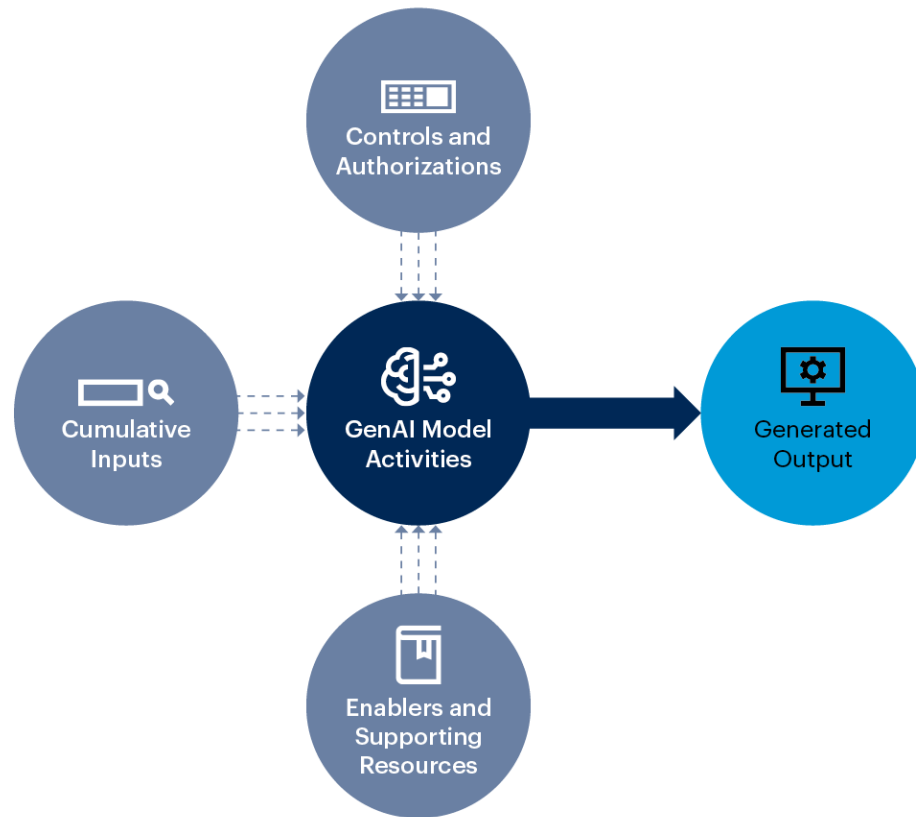 Controls and
Authorizations
Cumulative
Inputs
GenAI Model
Activities
Generated
Output
Enablers and
Supporting
Resources